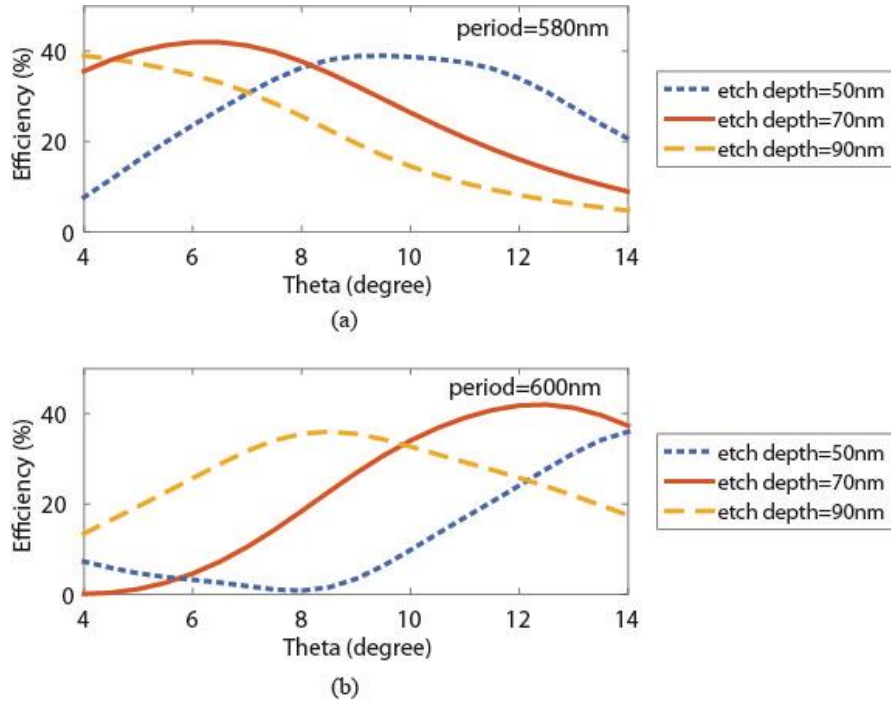 period=580nm
40
20
0
Efficiency (%)
4 6 8 10 12 14
Theta (degree)
etch depth=50nm
etch depth=70nm
etch depth=90nm
(a)
period=600nm
40
20
0
Efficiency (%)
4 6 8 10 12 14
Theta (degree)
etch depth=50nm
etch depth=70nm
etch depth=90nm
(b)